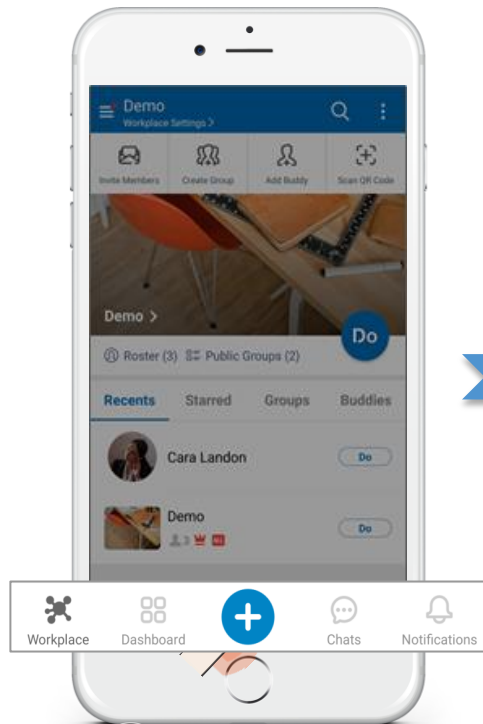 Demo
Workplace Settings >
Invite Members
Create Group
Add Buddy
Scan QR Code
Demo >
Do
Roster (3) Public Groups (2)
Recents Starred Groups Buddies
Cara Landon Do
Demo
3
Do
Workplace Dashboard Chats Notifications